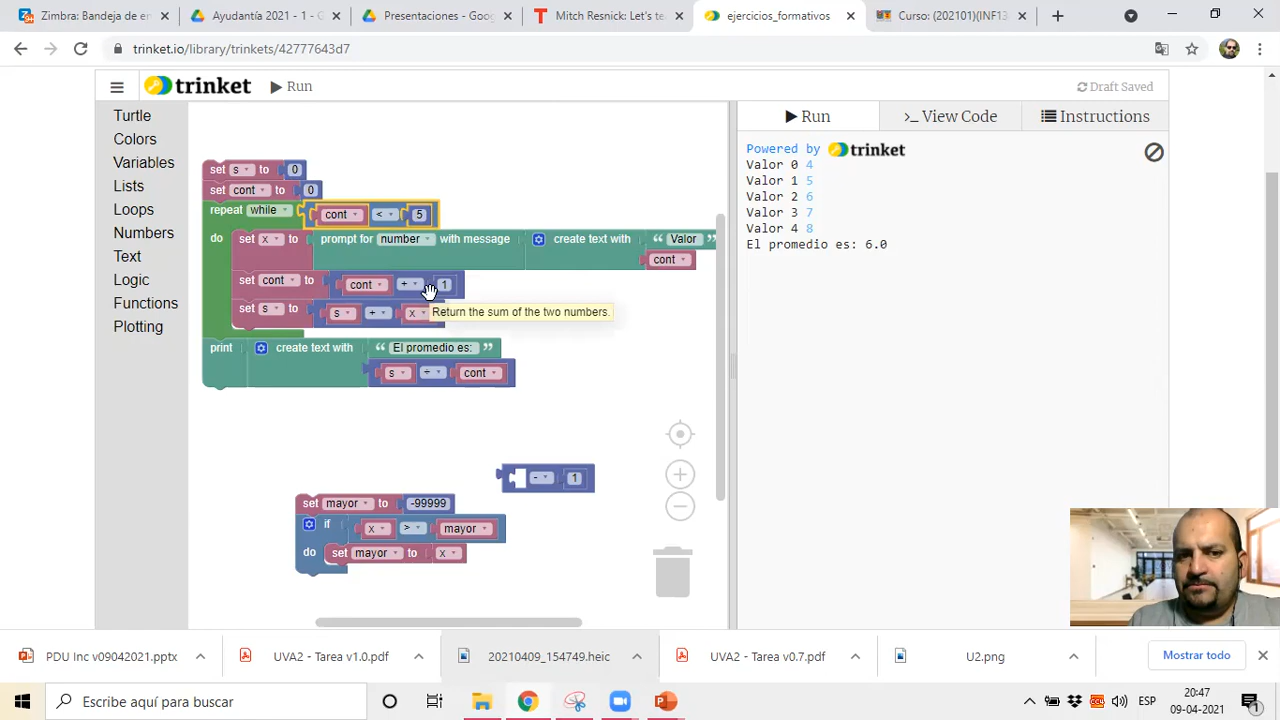 Zimbra: Bandeja de en
Ayudantía 2021 - 1 - G
Presentaciones - Goog
Mitch Resnick: Let's te
ejercicios_formativos
Curso: (202101)(INF13
trinket.io/library/trinkets/42777643d7
trinket
Run
Draft Saved
Turtle
Colors
Variables
Lists
Loops
Numbers
Text
Logic
Functions
Plotting
set s to 0
set cont to 0
repeat while cont < 5
do set x to prompt for number with message create text with “ Valor ”
cont
set cont to cont + 1
set s to s + x
Return the sum of the two numbers.
print create text with “ El promedio es: ”
s ÷ cont
- 1
set mayor to -99999
if x > mayor
do set mayor to x
Run
>_ View Code
Instructions
Powered by trinket
Valor 0 4
Valor 1 5
Valor 2 6
Valor 3 7
Valor 4 8
El promedio es: 6.0
PDU Inc v09042021.pptx
UVA2 - Tarea v1.0.pdf
20210409_154749.heic
UVA2 - Tarea v0.7.pdf
U2.png
Mostrar todo
Escribe aquí para buscar
ESP
20:47
09-04-2021